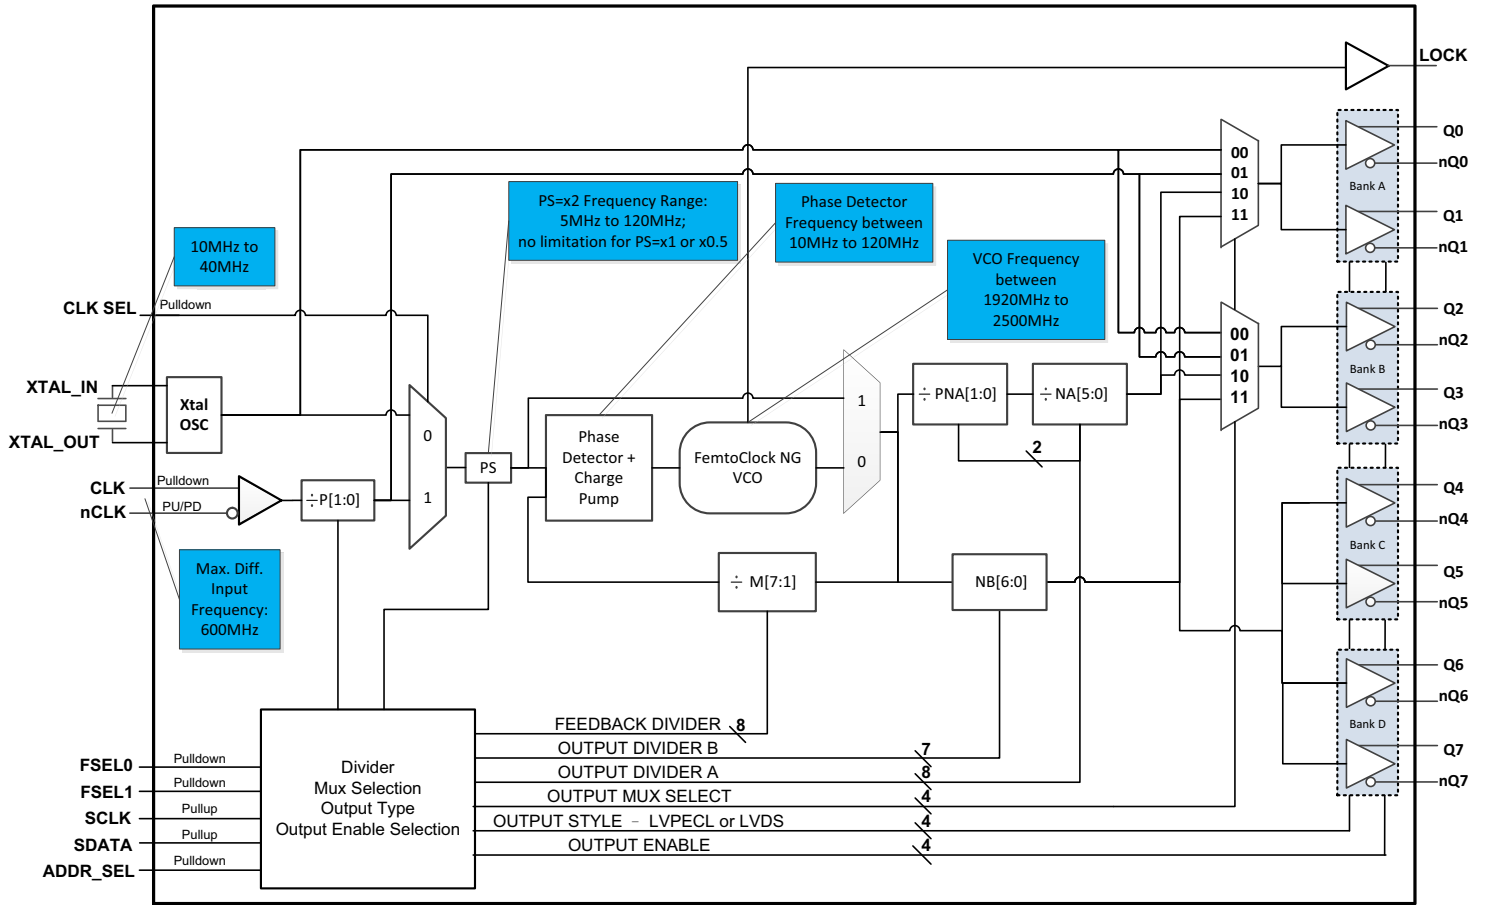 LOCK
Q0
nQ0
Bank A
Q1
nQ1
00
01
10
11
PS=x2 Frequency Range:
5MHz to 120MHz;
no limitation for PS=x1 or x0.5
Phase Detector
Frequency between
10MHz to 120MHz
VCO Frequency
between
1920MHz to
2500MHz
10MHz to
40MHz
CLK SEL
Pulldown
Q2
nQ2
Bank B
Q3
nQ3
00
01
10
11
XTAL_IN
XTAL_OUT
Xtal
OSC
0
1
PS
Phase
Detector +
Charge
Pump
FemtoClock NG
VCO
1
0
÷ PNA[1:0]
÷ NA[5:0]
2
CLK
Pulldown
nCLK
PU/PD
÷P[1:0]
Q4
nQ4
Bank C
Q5
nQ5
Max. Diff.
Input
Frequency:
600MHz
÷ M[7:1]
NB[6:0]
Q6
nQ6
Bank D
Q7
nQ7
FEEDBACK DIVIDER 8
OUTPUT DIVIDER B 7
OUTPUT DIVIDER A 8
OUTPUT MUX SELECT 4
OUTPUT STYLE – LVPECL or LVDS 4
OUTPUT ENABLE 4
Divider
Mux Selection
Output Type
Output Enable Selection
FSEL0 Pulldown
FSEL1 Pulldown
SCLK Pullup
SDATA Pullup
ADDR_SEL Pulldown